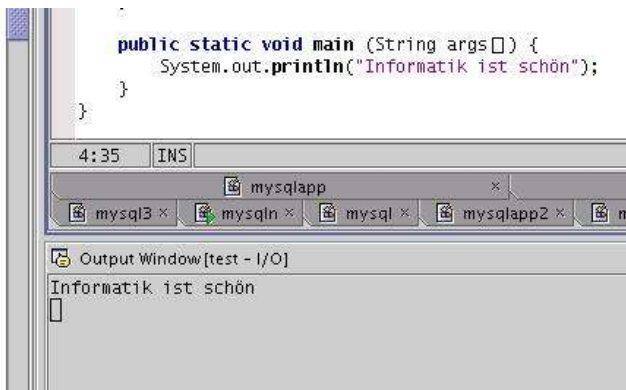 public static void main (String args[]) {
System.out.println("Informatik ist schön");
}
}
4:35 INS
mysqlapp ×
mysql3 × mysqln × mysql × mysqlapp2 × m
Output Window [test - I/O]
Informatik ist schön